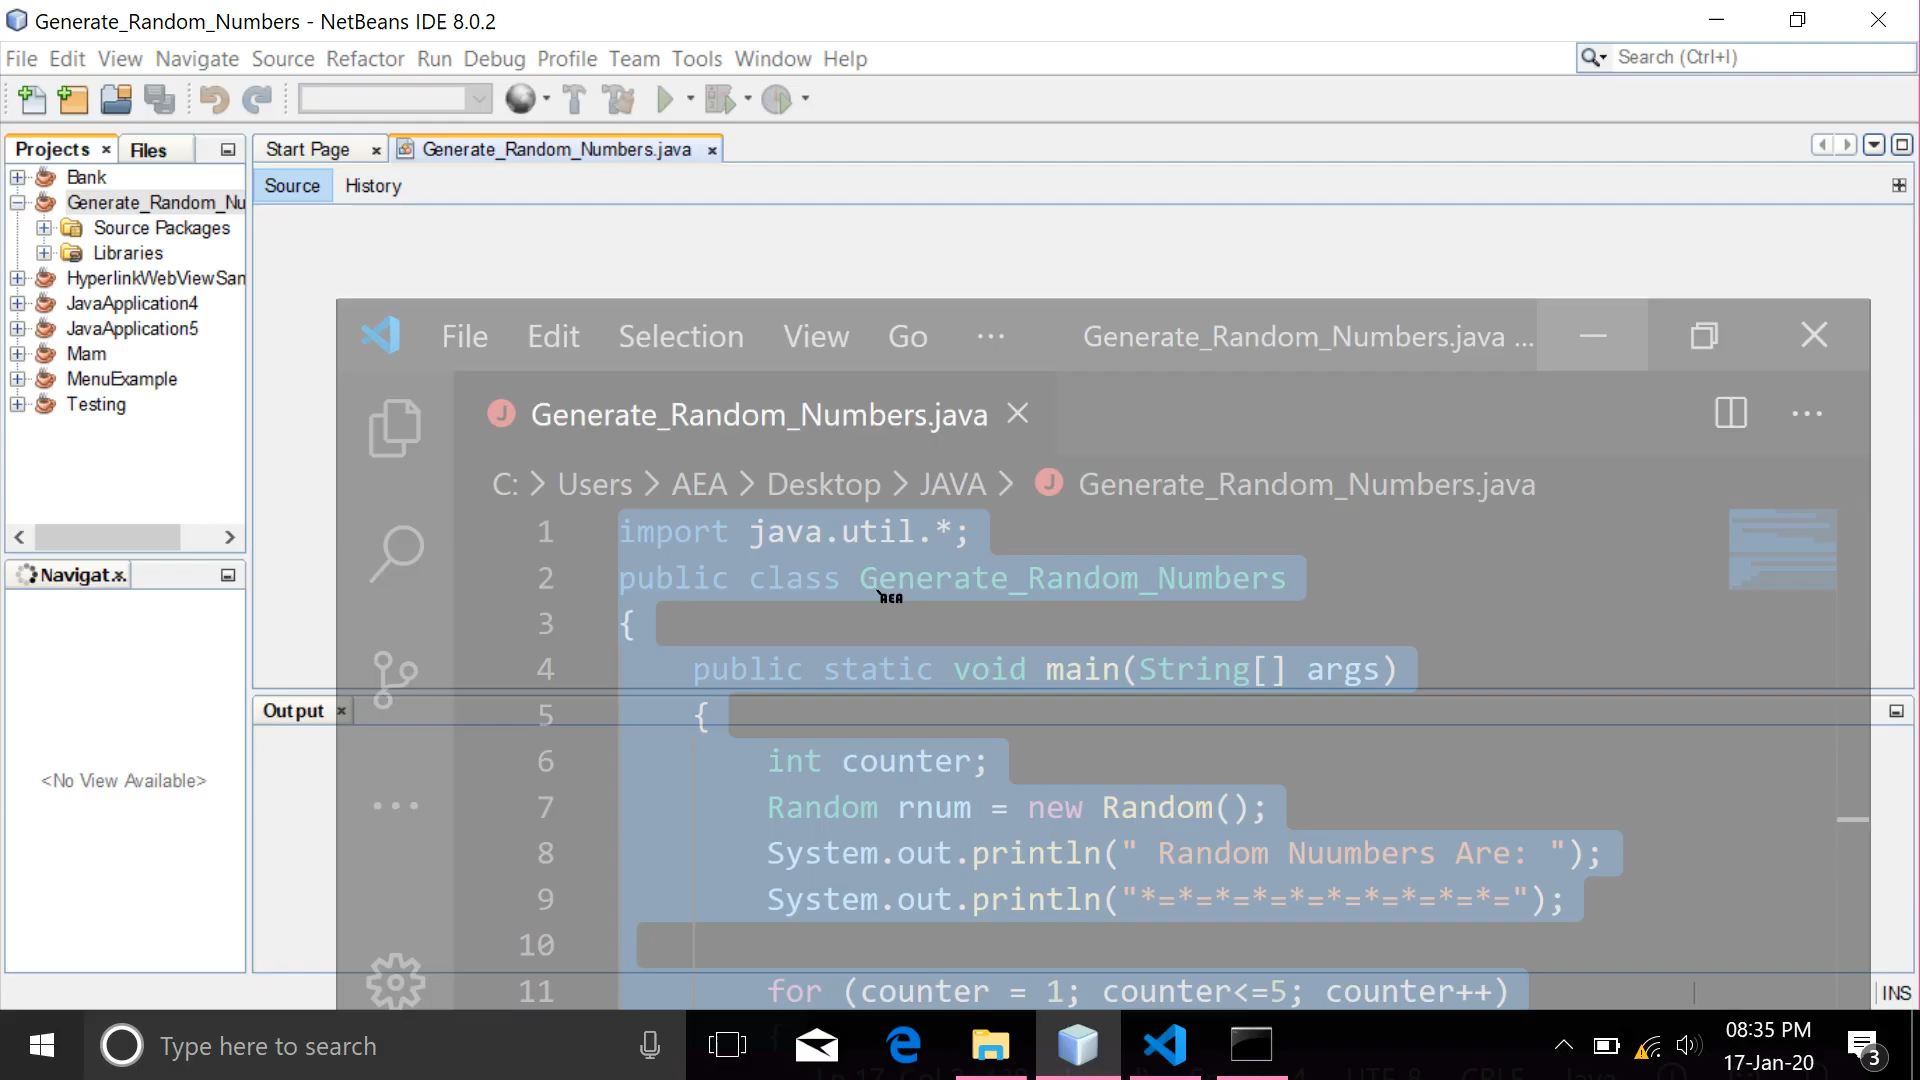 Generate_Random_Numbers - NetBeans IDE 8.0.2
File Edit View Navigate Source Refactor Run Debug Profile Team Tools Window Help
Search (Ctrl+I)
Projects × Files
Start Page × Generate_Random_Numbers.java ×
Source History
Bank
Generate_Random_Nu
Source Packages
Libraries
HyperlinkWebViewSan
JavaApplication4
JavaApplication5
Mam
MenuExample
Testing
Navigat
<No View Available>
Output ×
File Edit Selection View Go ··· Generate_Random_Numbers.java ...
J Generate_Random_Numbers.java
C: > Users > AEA > Desktop > JAVA > J Generate_Random_Numbers.java
1 import java.util.*;
2 public class Generate_Random_Numbers
AEA
3 {
4 public static void main(String[] args)
5 {
6 int counter;
7 Random rnum = new Random();
8 System.out.println(" Random Nuumbers Are: ");
9 System.out.println("*=*=*=*=*=*=*=*=*=*=");
10
11 for (counter = 1; counter<=5; counter++)
{
INS
Type here to search
08:35 PM
17-Jan-20
3